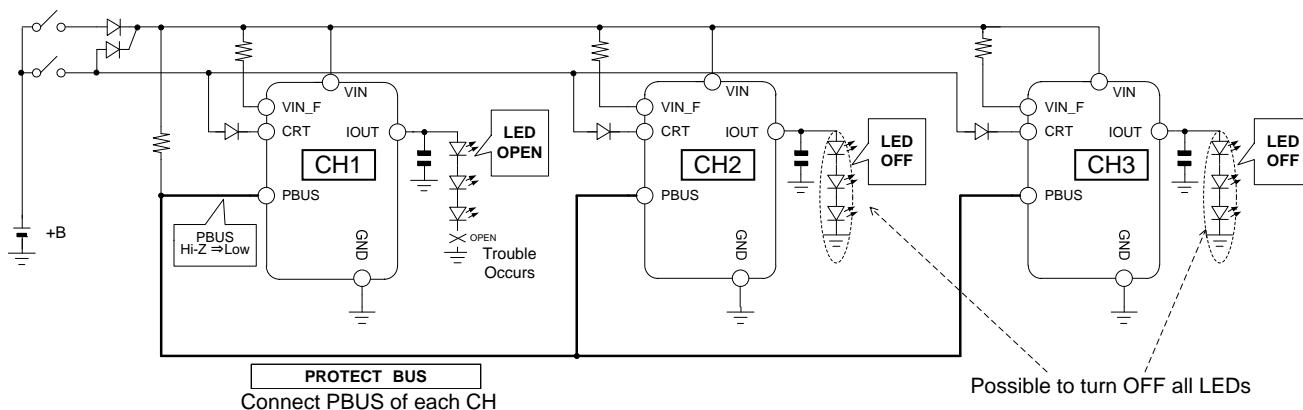 VIN
VIN_F
CRT
IOUT
LED
OPEN
CH1
PBUS
GND
OPEN
Trouble
Occurs
PBUS
Hi-Z ⇒Low
+B
VIN
VIN_F
CRT
IOUT
LED
OFF
CH2
PBUS
GND
VIN
VIN_F
CRT
IOUT
LED
OFF
CH3
PBUS
GND
PROTECT BUS
Connect PBUS of each CH
Possible to turn OFF all LEDs